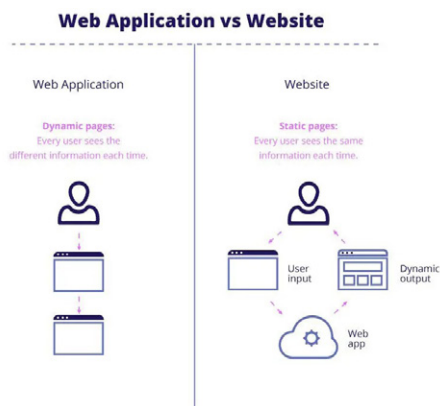 Web Application vs Website
Web Application
Dynamic pages:
Every user sees the
different information each time.
Website
Static pages:
Every user sees the same
information each time.
User
input
Dynamic
output
Web
app